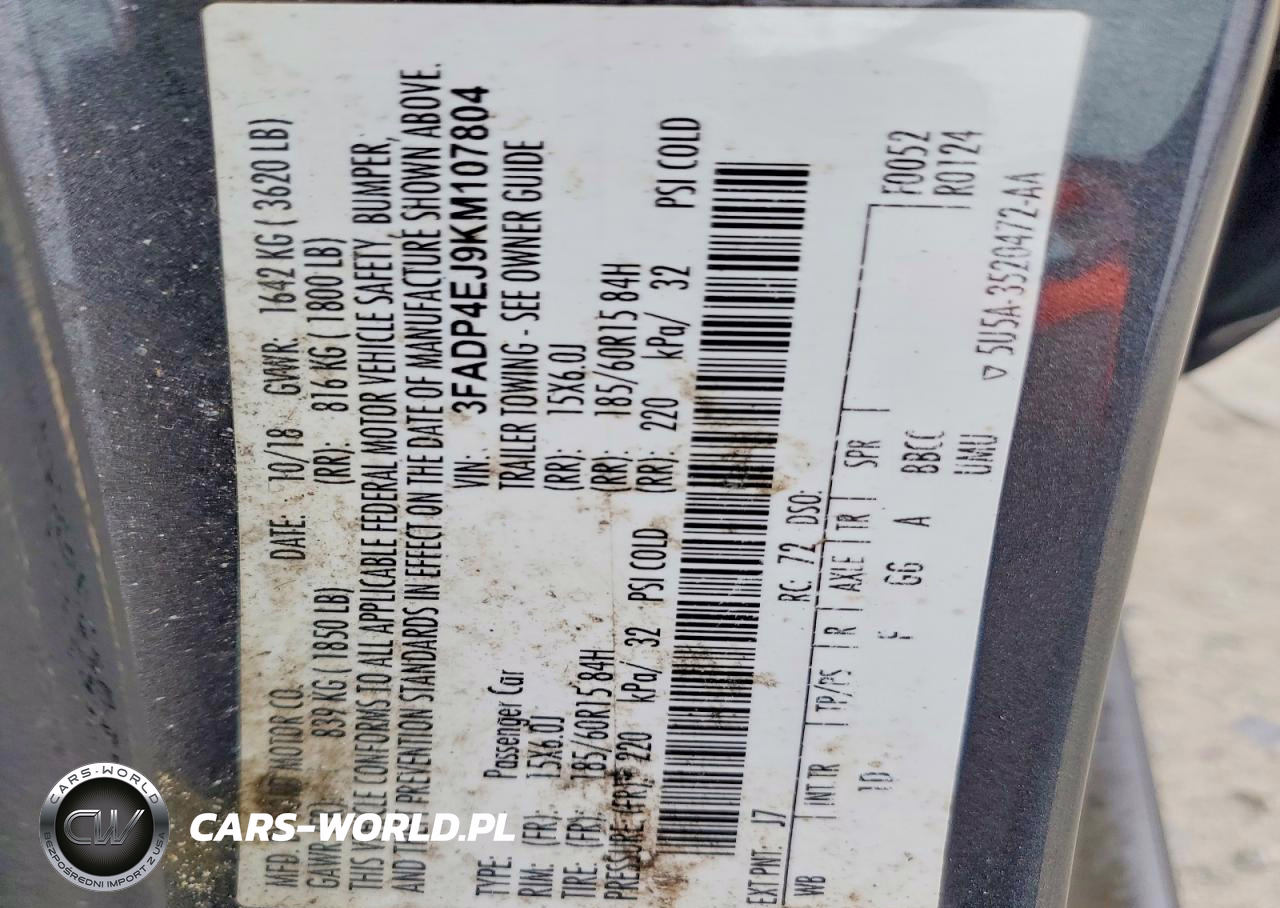 MFD. BY MOTOR CO.
DATE: 10/18 GVWR: 1642 KG ( 3620 LB)
839 KG ( 1850 LB) (RR): 816 KG ( 1800 LB)
THIS VEHICLE CONFORMS TO ALL APPLICABLE FEDERAL MOTOR VEHICLE SAFETY, BUMPER,
AND THEFT PREVENTION STANDARDS IN EFFECT ON THE DATE OF MANUFACTURE SHOWN ABOVE.
VIN: 3FADP4EJ9KM107804
TYPE: Passenger Car TRAILER TOWING - SEE OWNER GUIDE
RIM: (FR): 15X6.0J (RR): 15X6.0J
TIRE: (FR): 185/60R15 84H (RR): 185/60R15 84H
PRESSURE (FR): 220 kPa/ 32 PSI COLD (RR): 220 kPa/ 32 PSI COLD
EXT PNT: J7 RC: 72 DSO:
WB INT TR TP/PS R AXLE TR SPR F0052
1D F G6 A BBCC R0124
UMU
▽ 5U5A-3520472-AA
CARS-WORLD
CW
BEZPOŚREDNI IMPORT Z USA
CARS-WORLD.PL